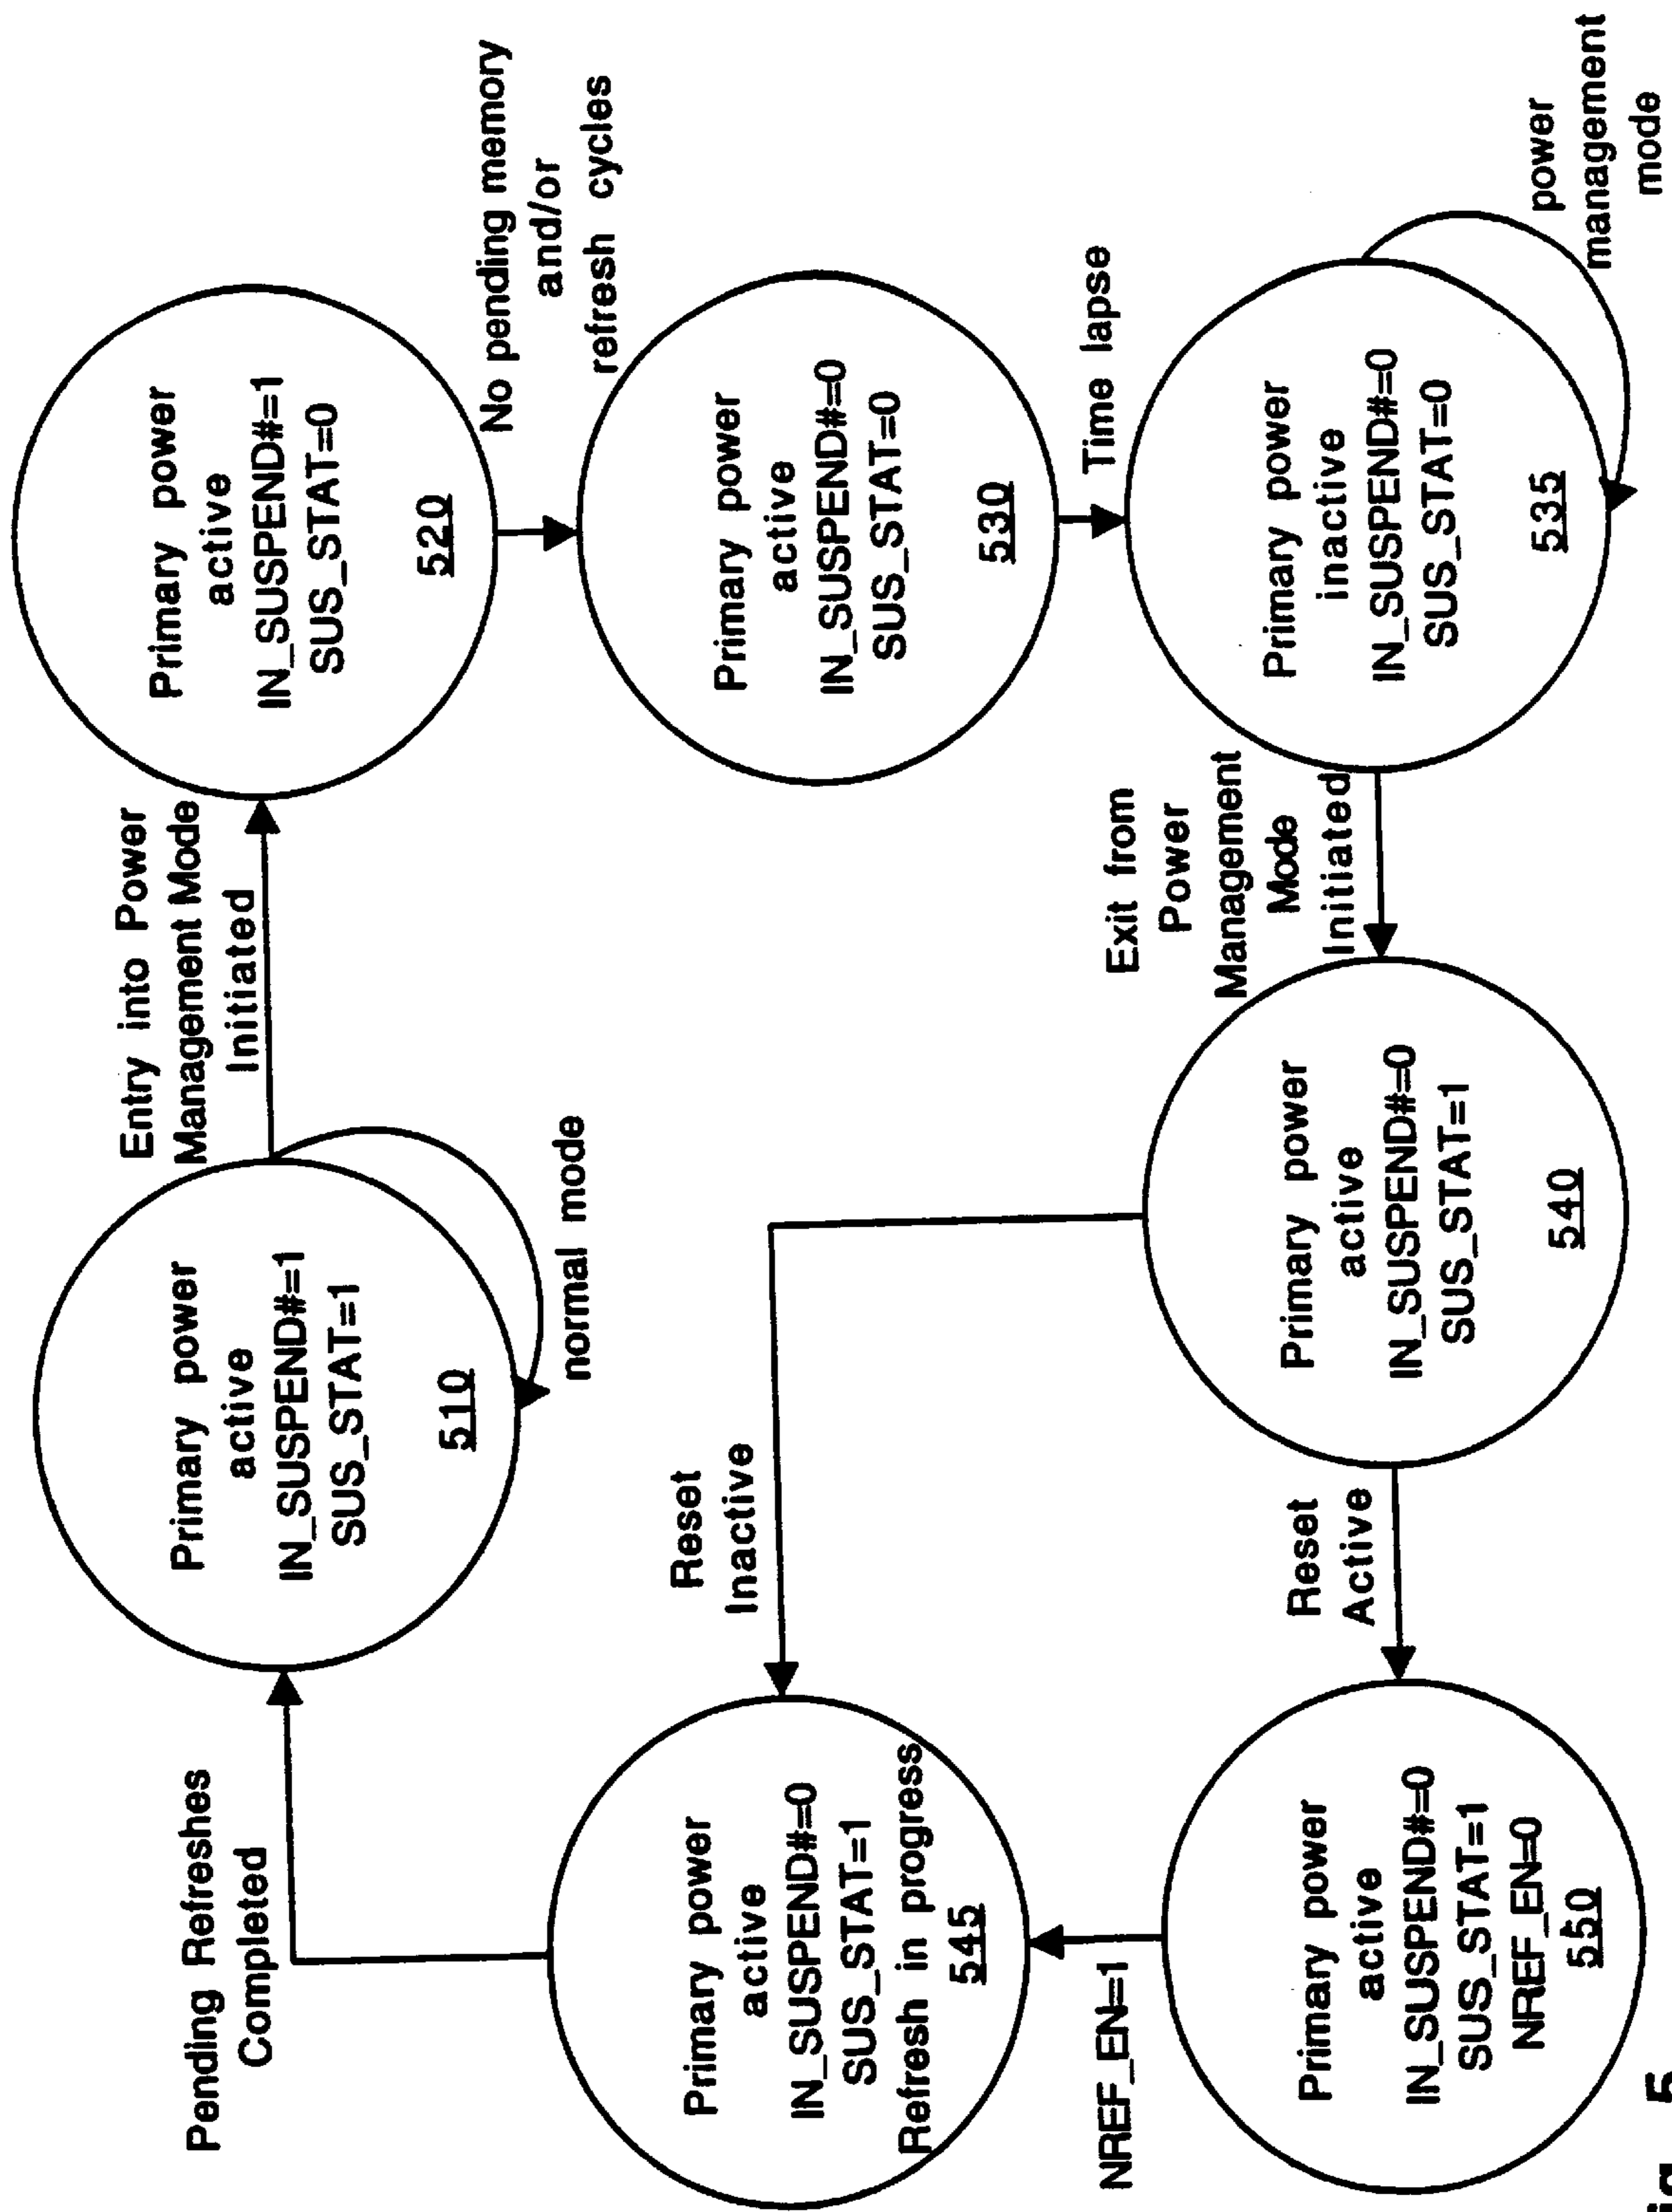 Pending Refreshes
Completed
Primary power
active
IN_SUSPEND#=1
SUS_STAT=1
510
normal mode
Entry into Power
Management Mode
Initiated
Primary power
active
IN_SUSPEND#=1
SUS_STAT=0
520
No pending memory
and/or
refresh cycles
Primary power
active
IN_SUSPEND#=0
SUS_STAT=1
Refresh in progress
545
Reset
Inactive
Primary power
active
IN_SUSPEND#=0
SUS_STAT=0
530
Time lapse
NREF_EN=1
Primary power
active
IN_SUSPEND#=0
SUS_STAT=1
NREF_EN=0
550
Reset
Active
Primary power
active
IN_SUSPEND#=0
SUS_STAT=1
540
Exit from
Power
Management
Mode
Initiated
Primary power
inactive
IN_SUSPEND#=0
SUS_STAT=0
535
power
management
mode